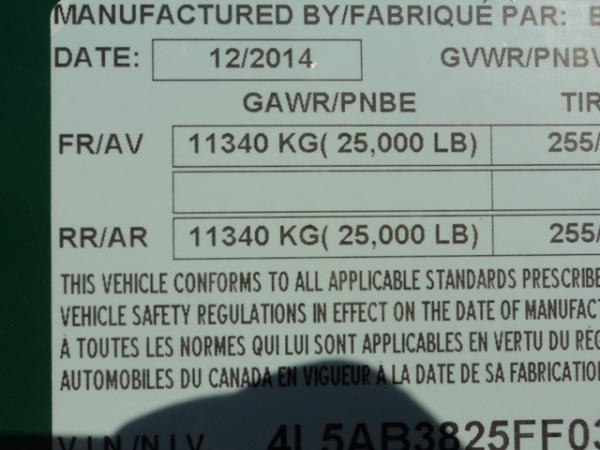 MANUFACTURED BY/FABRIQUÉ PAR:
DATE: 12/2014 GVWR/PNBV
GAWR/PNBE TIR
FR/AV 11340 KG( 25,000 LB) 255/
RR/AR 11340 KG( 25,000 LB) 255/
THIS VEHICLE CONFORMS TO ALL APPLICABLE STANDARDS PRESCRIBE
VEHICLE SAFETY REGULATIONS IN EFFECT ON THE DATE OF MANUFACT
À TOUTES LES NORMES QUI LUI SONT APPLICABLES EN VERTU DU RÈG
AUTOMOBILES DU CANADA EN VIGUEUR À LA DATE DE SA FABRICATIO
V.I.N./N.I.V. 4L5AB3825FF03